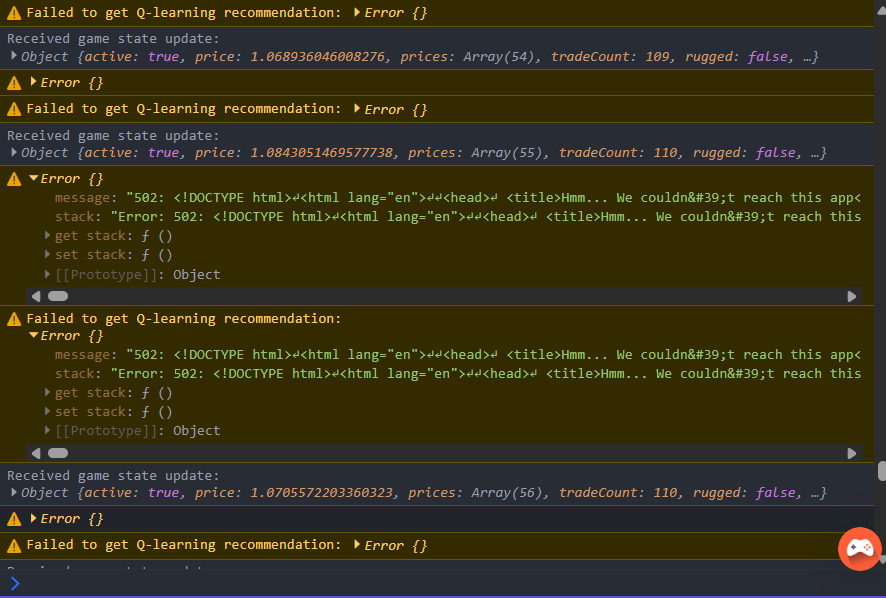 Failed to get Q-learning recommendation: Error {}
Received game state update:
Object {active: true, price: 1.068936046008276, prices: Array(54), tradeCount: 109, rugged: false, …}
Error {}
Failed to get Q-learning recommendation: Error {}
Received game state update:
Object {active: true, price: 1.0843051469577738, prices: Array(55), tradeCount: 110, rugged: false, …}
Error {}
message: "502: <!DOCTYPE html>↵<html lang="en">↵↵<head>↵ <title>Hmm... We couldn&#39;t reach this app<
stack: "Error: 502: <!DOCTYPE html>↵<html lang="en">↵↵<head>↵ <title>Hmm... We couldn&#39;t reach this
get stack: ƒ ()
set stack: ƒ ()
[[Prototype]]: Object
Failed to get Q-learning recommendation:
Error {}
message: "502: <!DOCTYPE html>↵<html lang="en">↵↵<head>↵ <title>Hmm... We couldn&#39;t reach this app<
stack: "Error: 502: <!DOCTYPE html>↵<html lang="en">↵↵<head>↵ <title>Hmm... We couldn&#39;t reach this
get stack: ƒ ()
set stack: ƒ ()
[[Prototype]]: Object
Received game state update:
Object {active: true, price: 1.0705572203360323, prices: Array(56), tradeCount: 110, rugged: false, …}
Error {}
Failed to get Q-learning recommendation: Error {}